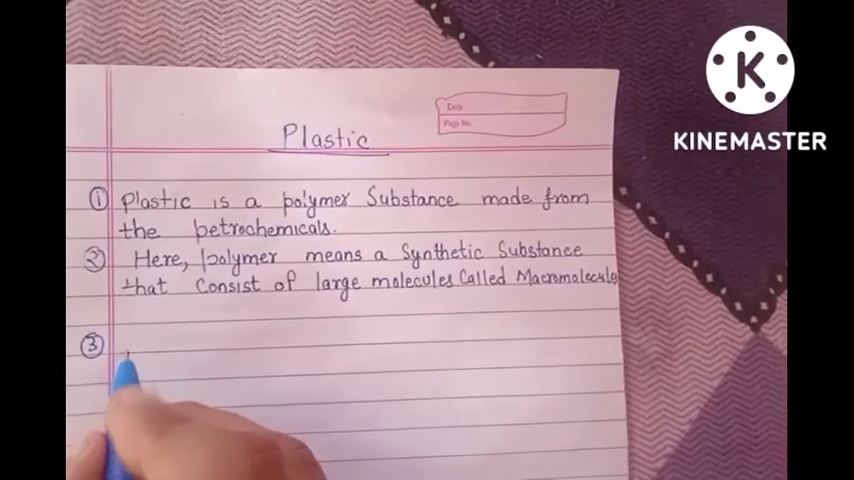 K
KINEMASTER
Date
Page No.
Plastic
① Plastic is a polymer Substance made from
the petrochemicals.
② Here, polymer means a Synthetic Substance
that Consist of large molecules Called Macromolecule
③